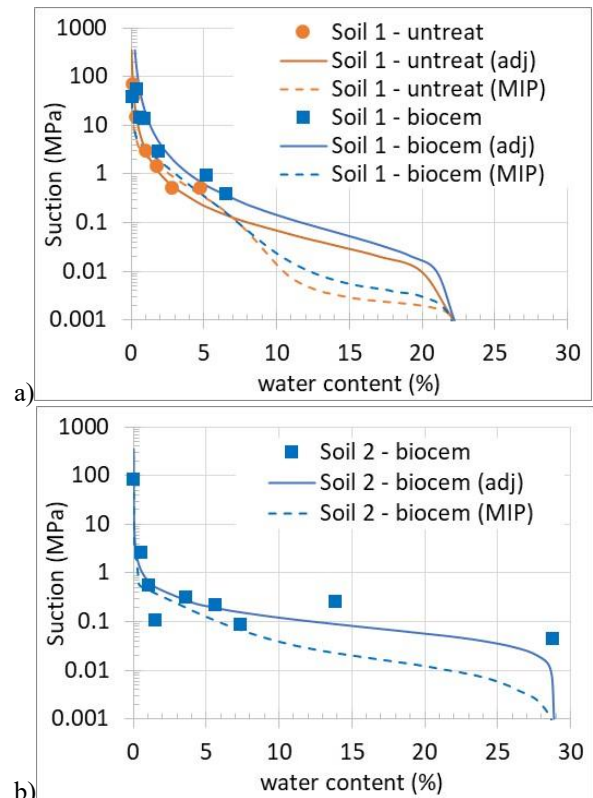 1000
100
10
1
0.1
0.01
0.001
Suction (MPa)
Soil 1 - untreat
Soil 1 - untreat (adj)
Soil 1 - untreat (MIP)
Soil 1 - biocem
Soil 1 - biocem (adj)
Soil 1 - biocem (MIP)
0 5 10 15 20 25 30
water content (%)
a)
1000
100
10
1
0.1
0.01
0.001
Suction (MPa)
Soil 2 - biocem
Soil 2 - biocem (adj)
Soil 2 - biocem (MIP)
0 5 10 15 20 25 30
water content (%)
b)